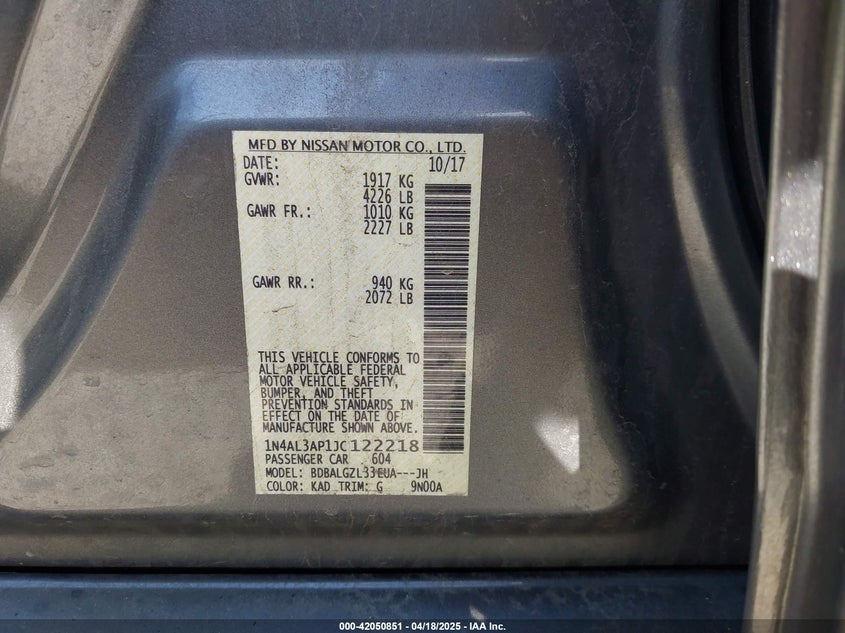 MFD BY NISSAN MOTOR CO., LTD.
DATE: 10/17
GVWR: 1917 KG
4226 LB
GAWR FR.: 1010 KG
2227 LB
GAWR RR.: 940 KG
2072 LB
THIS VEHICLE CONFORMS TO
ALL APPLICABLE FEDERAL
MOTOR VEHICLE SAFETY,
BUMPER, AND THEFT
PREVENTION STANDARDS IN
EFFECT ON THE DATE OF
MANUFACTURE SHOWN ABOVE.
1N4AL3AP1JC122218
PASSENGER CAR 604
MODEL: BDBALGZL33EUA---JH
COLOR: KAD TRIM: G 9N00A
000-42050851 - 04/18/2025 - IAA Inc.